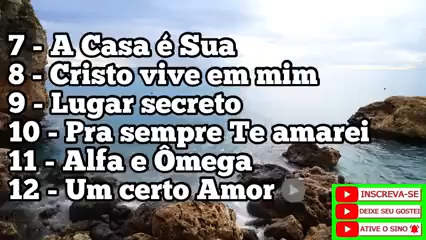 7 - A Casa é Sua
8 - Cristo vive em mim
9 - Lugar secreto
10 - Pra sempre Te amarei
11 - Alfa e Ômega
12 - Um certo Amor
INSCREVA-SE
DEIXE SEU GOSTEI
ATIVE O SINO